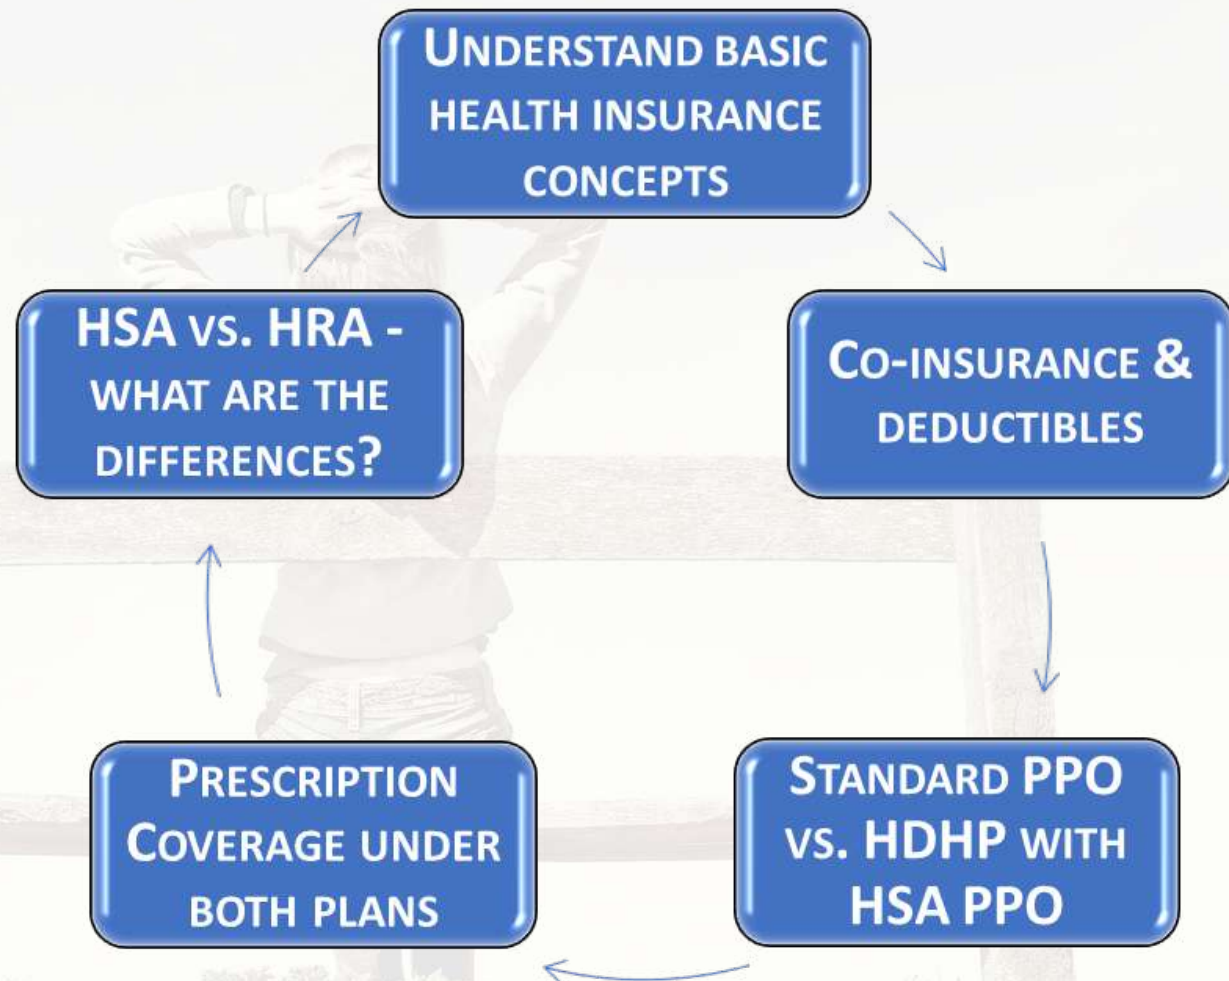 UNDERSTAND BASIC
HEALTH INSURANCE
CONCEPTS
CO-INSURANCE &
DEDUCTIBLES
STANDARD PPO
VS. HDHP WITH
HSA PPO
PRESCRIPTION
COVERAGE UNDER
BOTH PLANS
HSA VS. HRA -
WHAT ARE THE
DIFFERENCES?